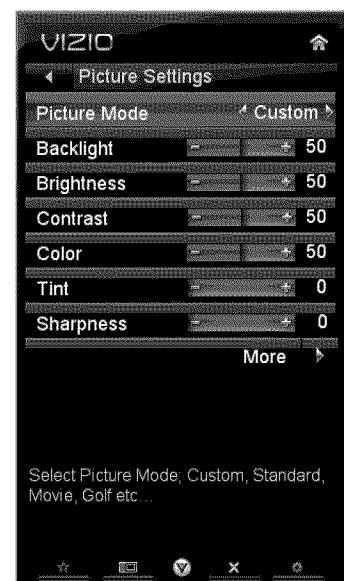 VIZIO
Picture Settings
Picture Mode Custom
Backlight - + 50
Brightness - + 50
Contrast - + 50
Color - + 50
Tint - + 0
Sharpness - + 0
More
Select Picture Mode; Custom, Standard,
Movie, Golf etc...
V
X